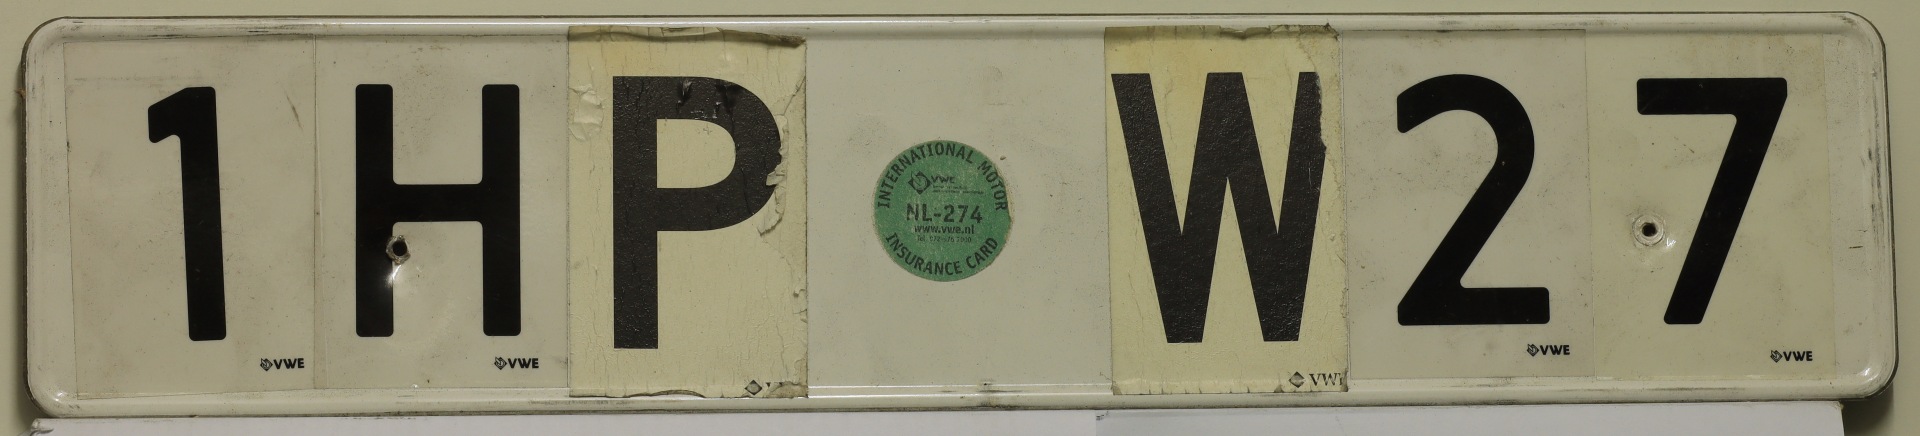 1HP W27
INTERNATIONAL MOTOR
VWE
NL-274
www.vwe.nl
INSURANCE CARD
VWE
VWE
VWE
VWE